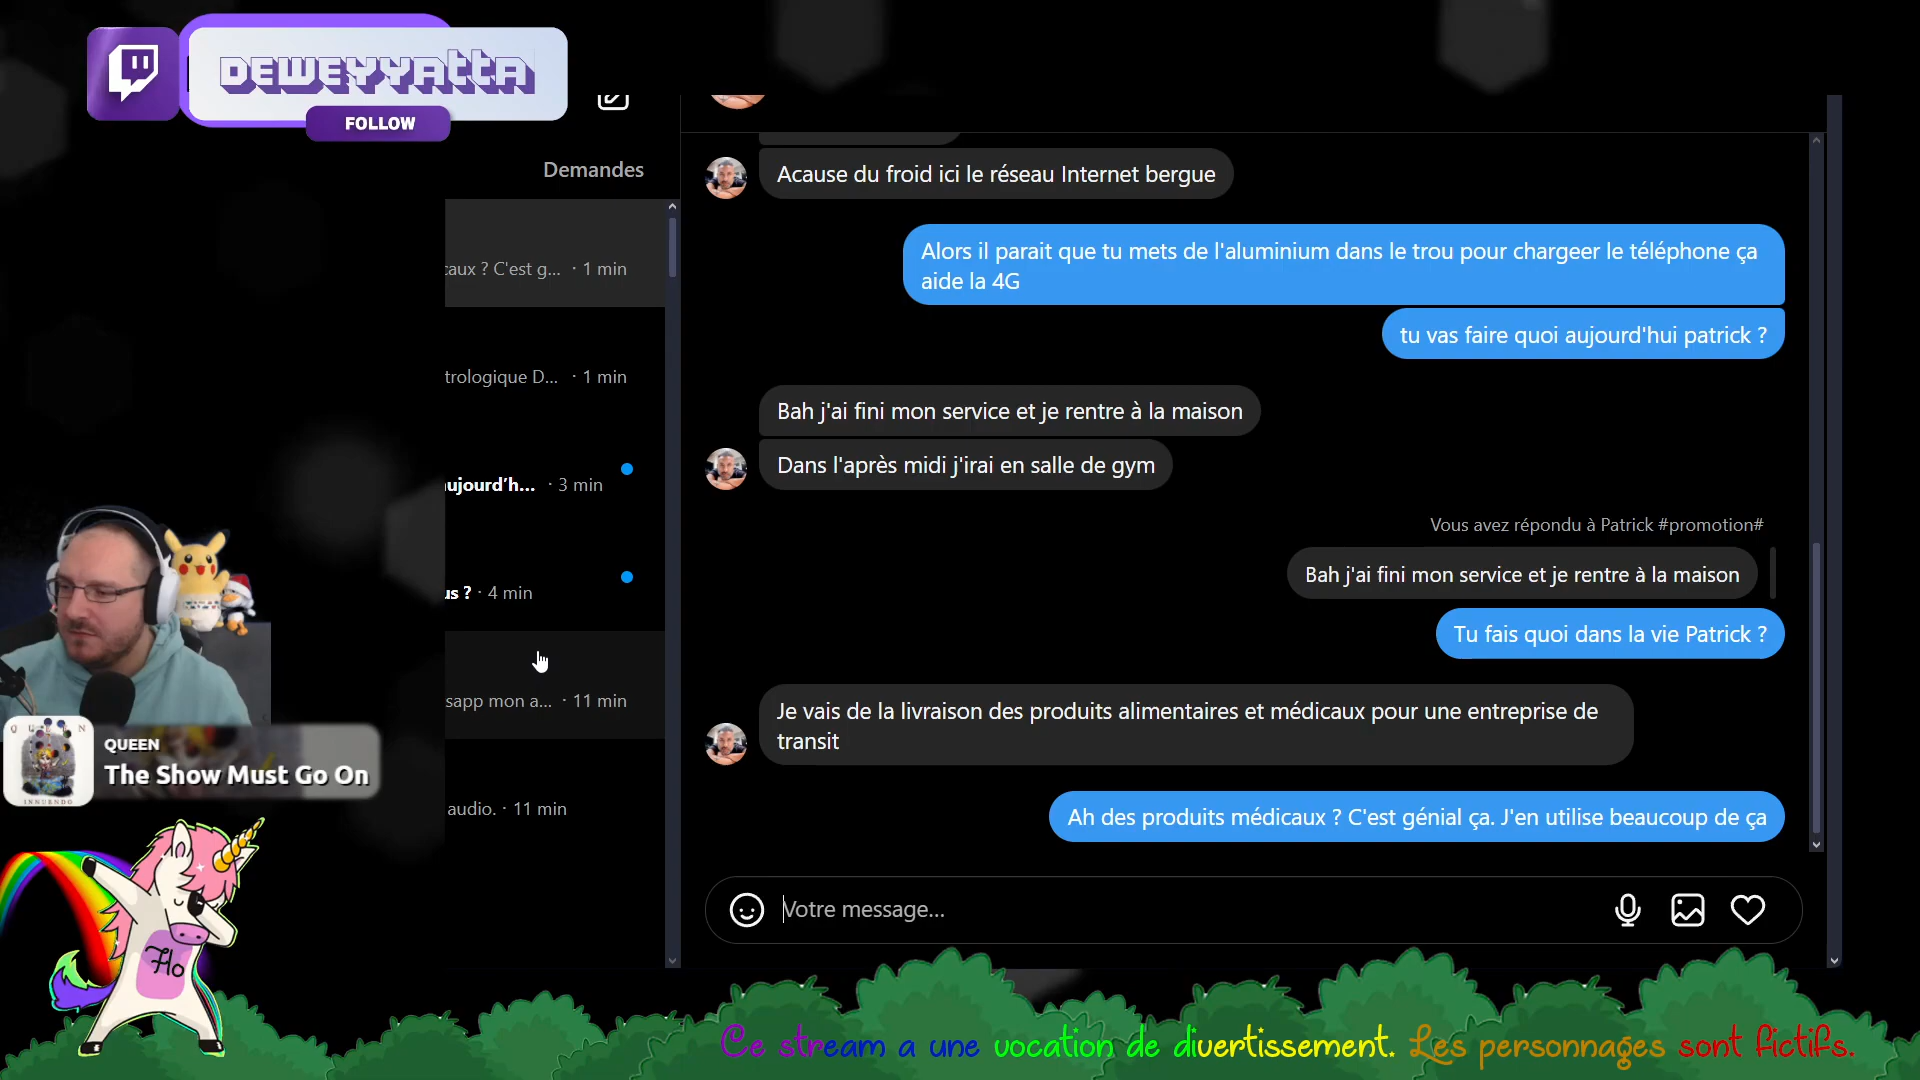 DEWEYYATTA
FOLLOW
Demandes
caux ? C'est g... · 1 min
trologique D... · 1 min
ujourd'h... · 3 min
us ? · 4 min
sapp mon a... · 11 min
audio. · 11 min
Acause du froid ici le réseau Internet bergue
Alors il parait que tu mets de l'aluminium dans le trou pour chargeer le téléphone ça
aide la 4G
tu vas faire quoi aujourd'hui patrick ?
Bah j'ai fini mon service et je rentre à la maison
Dans l'après midi j'irai en salle de gym
Vous avez répondu à Patrick #promotion#
Bah j'ai fini mon service et je rentre à la maison
Tu fais quoi dans la vie Patrick ?
Je vais de la livraison des produits alimentaires et médicaux pour une entreprise de
transit
Ah des produits médicaux ? C'est génial ça. J'en utilise beaucoup de ça
Votre message...
QUEEN
INNUENDO
QUEEN
The Show Must Go On
Flo
Ce stream a une vocation de divertissement. Les personnages sont fictifs.